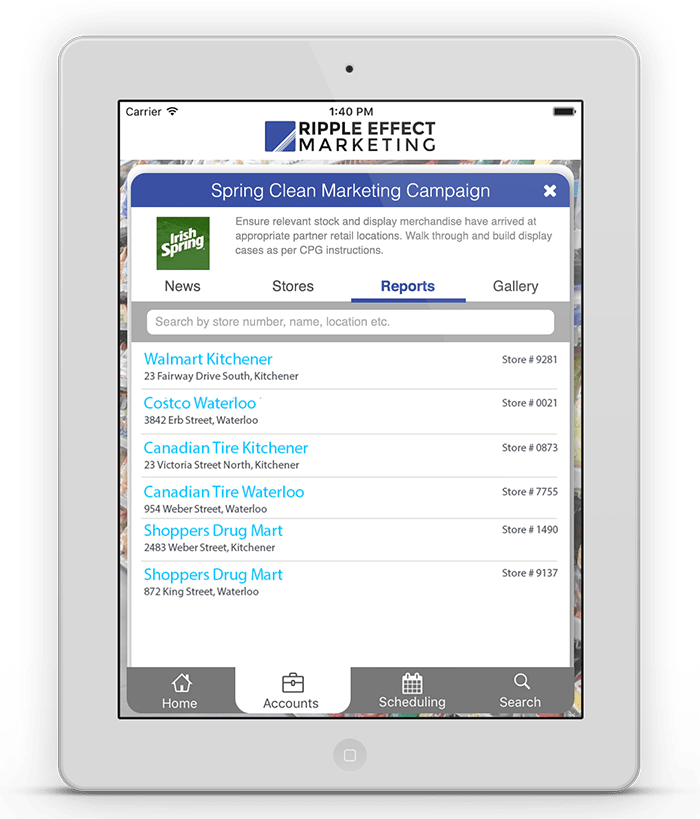 Carrier 1:40 PM
RIPPLE EFFECT
MARKETING
Spring Clean Marketing Campaign
Irish
Spring
Ensure relevant stock and display merchandise have arrived at
appropriate partner retail locations. Walk through and build display
cases as per CPG instructions.
News Stores Reports Gallery
Search by store number, name, location etc.
Walmart Kitchener Store # 9281
23 Fairway Drive South, Kitchener
Costco Waterloo Store # 0021
3842 Erb Street, Waterloo
Canadian Tire Kitchener Store # 0873
23 Victoria Street North, Kitchener
Canadian Tire Waterloo Store # 7755
954 Weber Street, Waterloo
Shoppers Drug Mart Store # 1490
2483 Weber Street, Kitchener
Shoppers Drug Mart Store # 9137
872 King Street, Waterloo
Home Accounts Scheduling Search